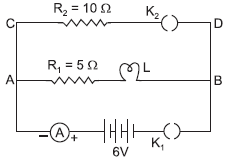 C R₂ = 10 Ω K₂ D
A R₁ = 5 Ω L B
− A + 6V K₁